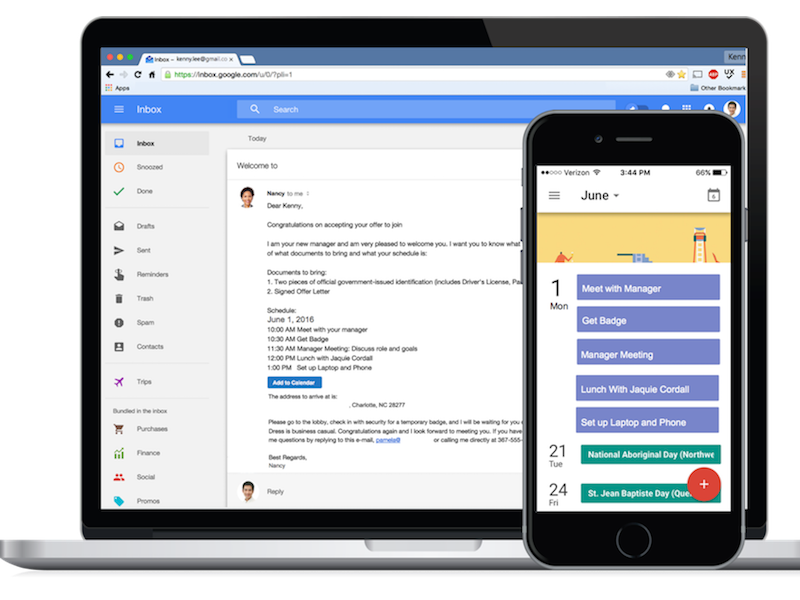 Inbox – kenny.lee@gmail.co ×
Kenn
https://inbox.google.com/u/0/?pli=1
ABP
UX
Apps
Other Bookmark
Inbox
Search
Inbox
Snoozed
Done
Drafts
Sent
Reminders
Trash
Spam
Contacts
Trips
Bundled in the inbox
Purchases
Finance
Social
Promos
Today
Welcome to
Nancy to me
Dear Kenny,
Congratulations on accepting your offer to join
I am your new manager and am very pleased to welcome you. I want you to know what
of what documents to bring and what your schedule is:
Documents to bring:
1. Two pieces of official government-issued identification (includes Driver's License, Pa
2. Signed Offer Letter
Schedule:
June 1, 2016
10:00 AM Meet with your manager
10:30 AM Get Badge
11:30 AM Manager Meeting: Discuss role and goals
12:00 PM Lunch with Jaquie Cordall
1:00 PM Set up Laptop and Phone
Add to Calendar
The address to arrive at is:
, Charlotte, NC 28277
Please go to the lobby, check in with security for a temporary badge, and I will be waiting for you
Dress is business casual. Congratulations again and I look forward to meeting you. If you have
me questions by replying to this e-mail, pamela@ or calling me directly at 367-555-
Best Regards,
Nancy
Reply
Verizon 3:44 PM 66%
June
6
1
Mon
Meet with Manager
Get Badge
Manager Meeting
Lunch With Jaquie Cordall
Set up Laptop and Phone
21
Tue
National Aboriginal Day (Northwe
24
Fri
St. Jean Baptiste Day (Que
+